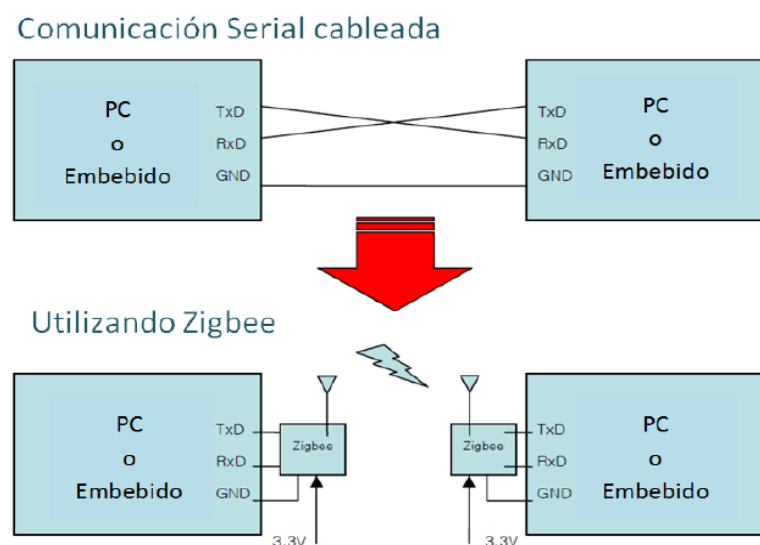 Comunicación Serial cableada
PC
o
Embebido
TxD
RxD
GND
TxD
RxD
GND
PC
o
Embebido
Utilizando Zigbee
PC
o
Embebido
TxD
RxD
GND
Zigbee
3.3V
Zigbee
3.3V
TxD
RxD
GND
PC
o
Embebido